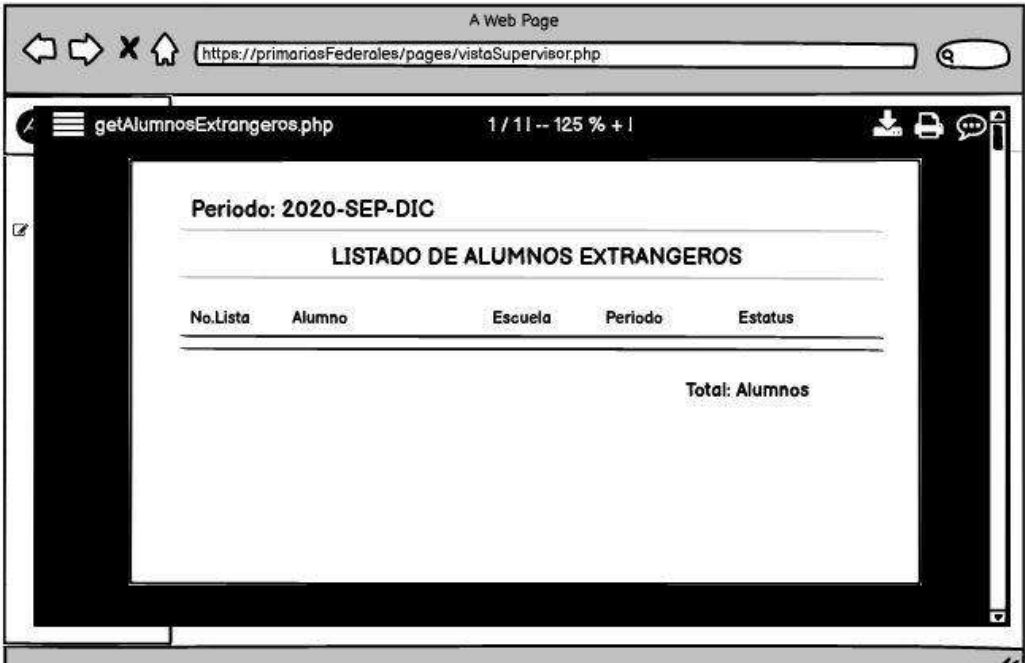 A Web Page
https://primariasFederales/pages/vistaSupervisor.php
getAlumnosExtrangeros.php 1 / 1 | -- 125 % + |
Periodo: 2020-SEP-DIC
LISTADO DE ALUMNOS EXTRANGEROS
No.Lista Alumno Escuela Periodo Estatus
Total: Alumnos